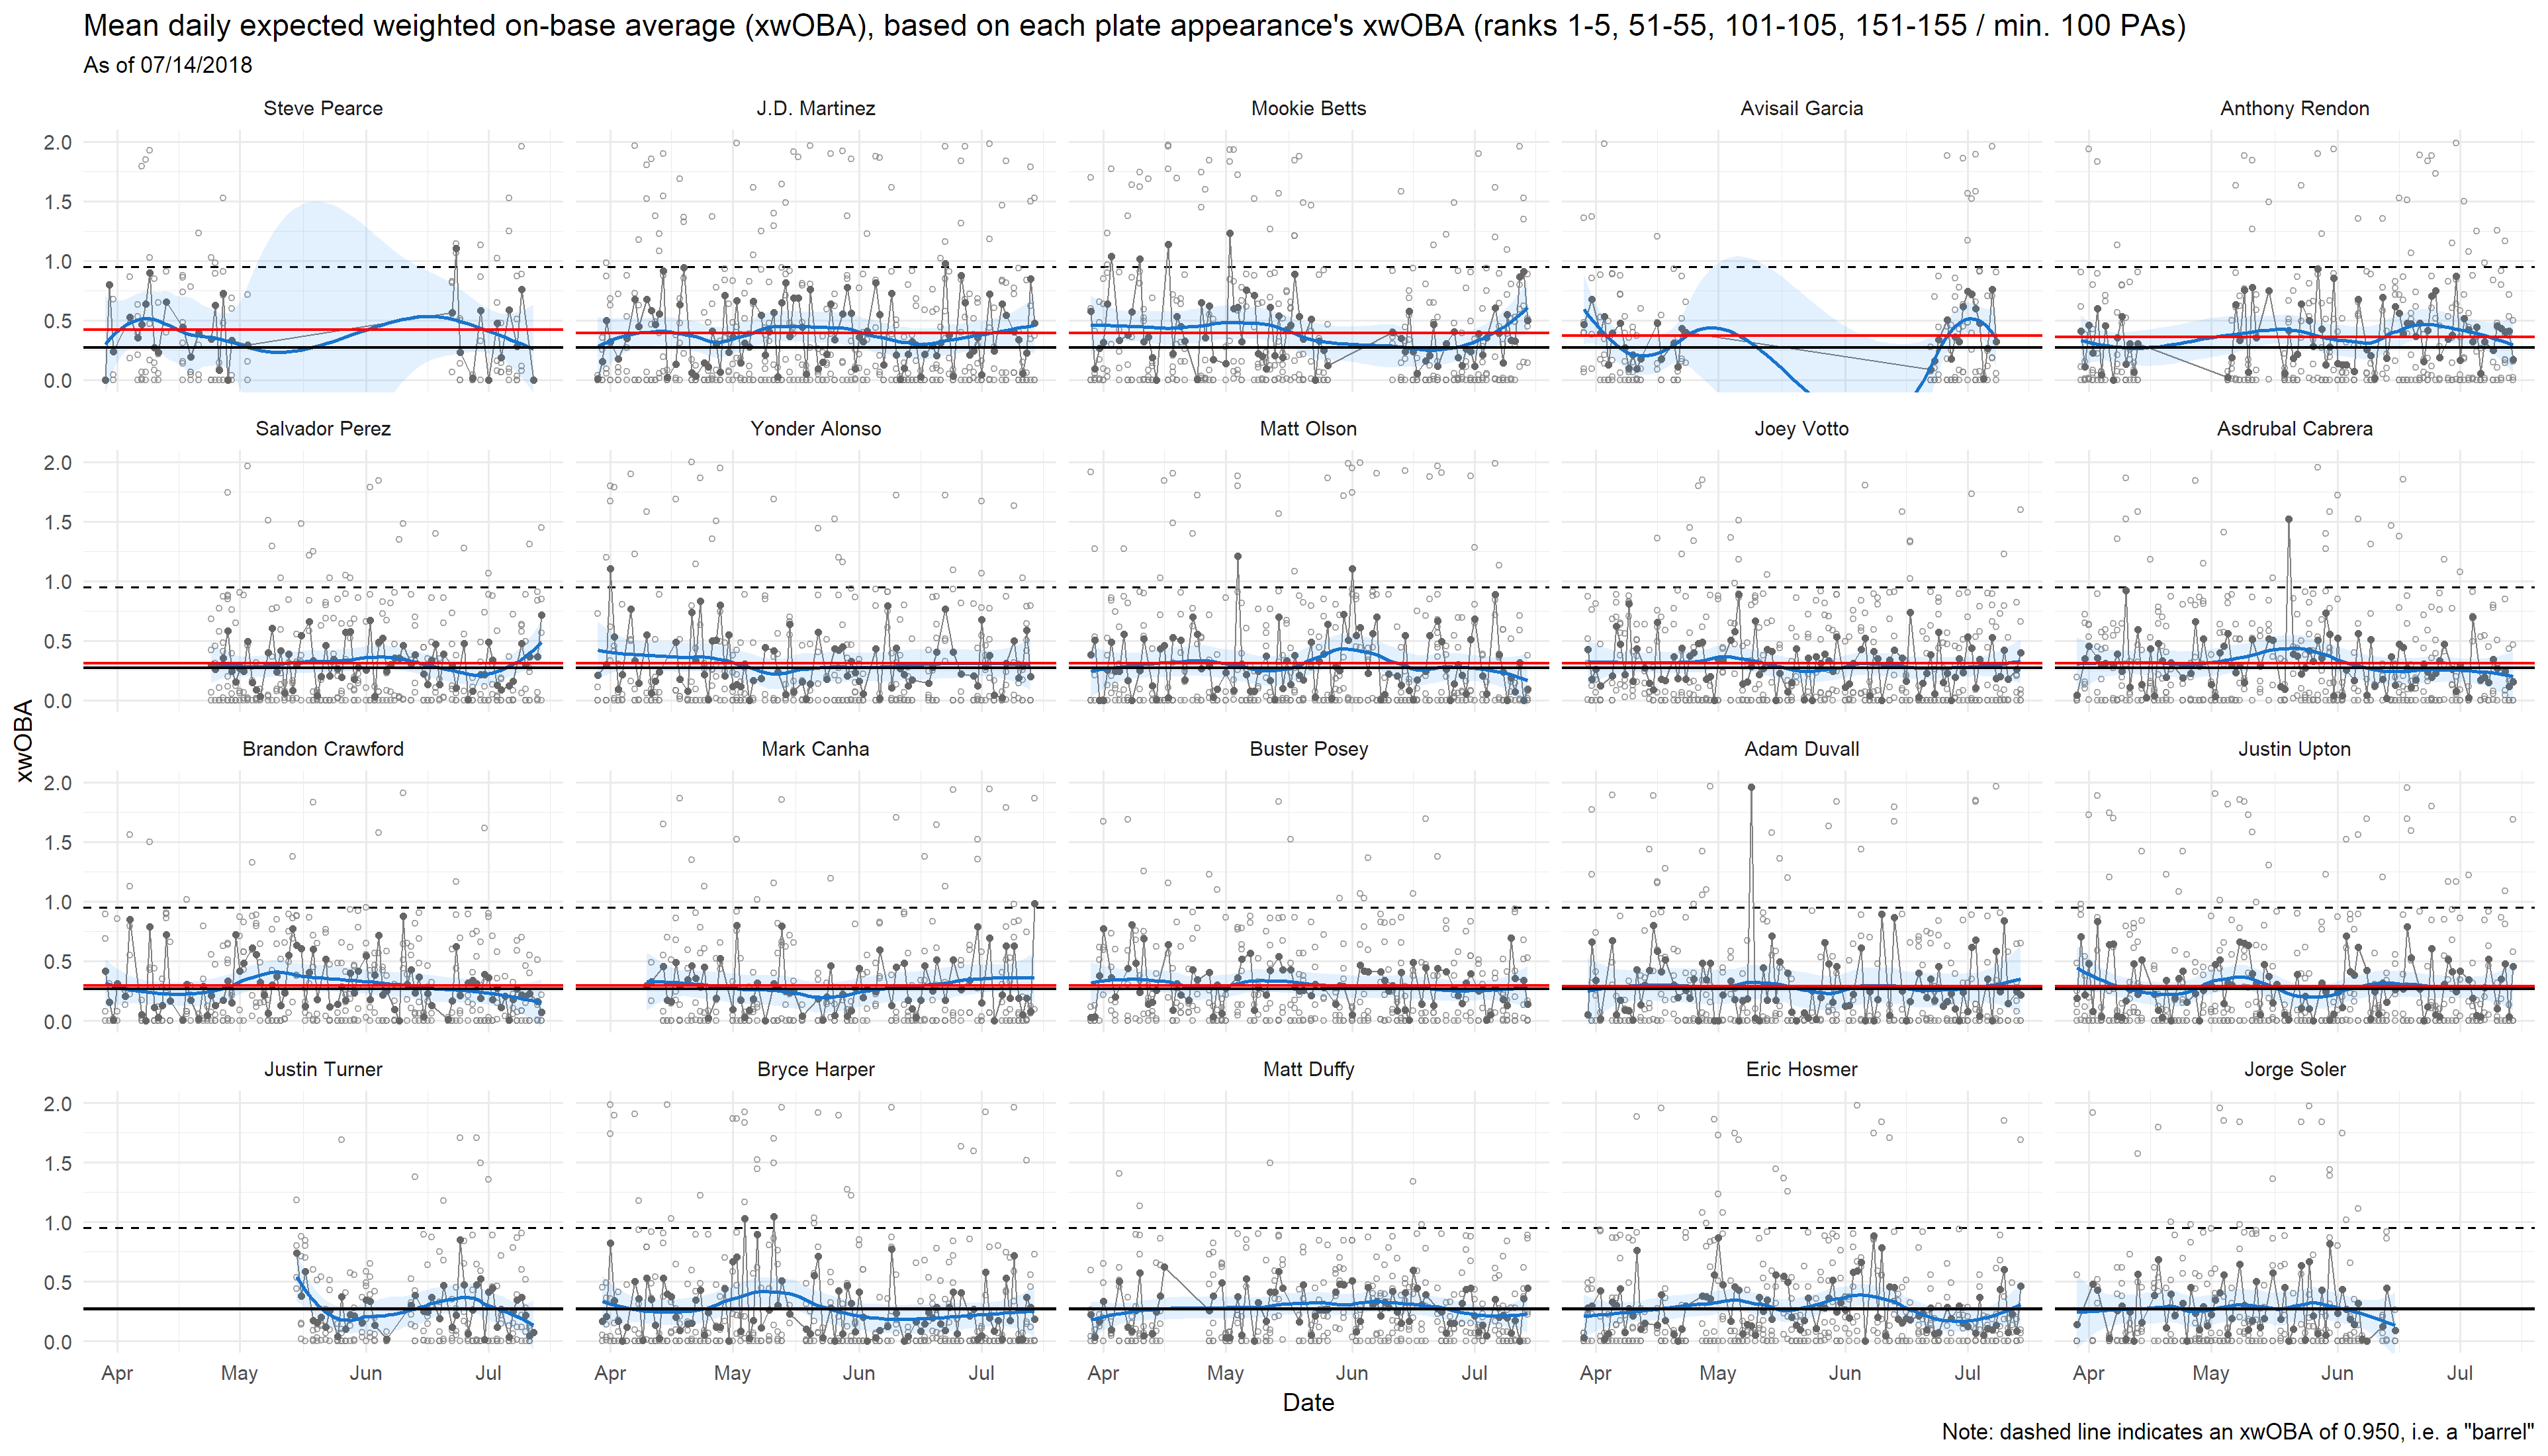 Mean daily expected weighted on-base average (xwOBA), based on each plate appearance's xwOBA (ranks 1-5, 51-55, 101-105, 151-155 / min. 100 PAs)
As of 07/14/2018
Steve Pearce J.D. Martinez Mookie Betts Avisail Garcia Anthony Rendon
2.0
1.5
1.0
0.5
0.0
Salvador Perez Yonder Alonso Matt Olson Joey Votto Asdrubal Cabrera
2.0
1.5
1.0
0.5
0.0
xwOBA
Brandon Crawford Mark Canha Buster Posey Adam Duvall Justin Upton
2.0
1.5
1.0
0.5
0.0
Justin Turner Bryce Harper Matt Duffy Eric Hosmer Jorge Soler
2.0
1.5
1.0
0.5
0.0
Apr May Jun Jul Apr May Jun Jul Apr May Jun Jul Apr May Jun Jul Apr May Jun Jul
Date
Note: dashed line indicates an xwOBA of 0.950, i.e. a "barrel"